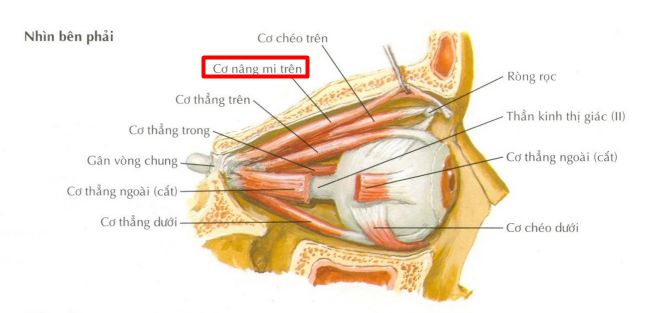 Nhìn bên phải
Cơ chéo trên
Cơ nâng mi trên
Ròng rọc
Cơ thẳng trên
Thần kinh thị giác (II)
Cơ thẳng trong
Gân vòng chung
Cơ thẳng ngoài (cắt)
Cơ thẳng ngoài (cắt)
Cơ thẳng dưới
Cơ chéo dưới